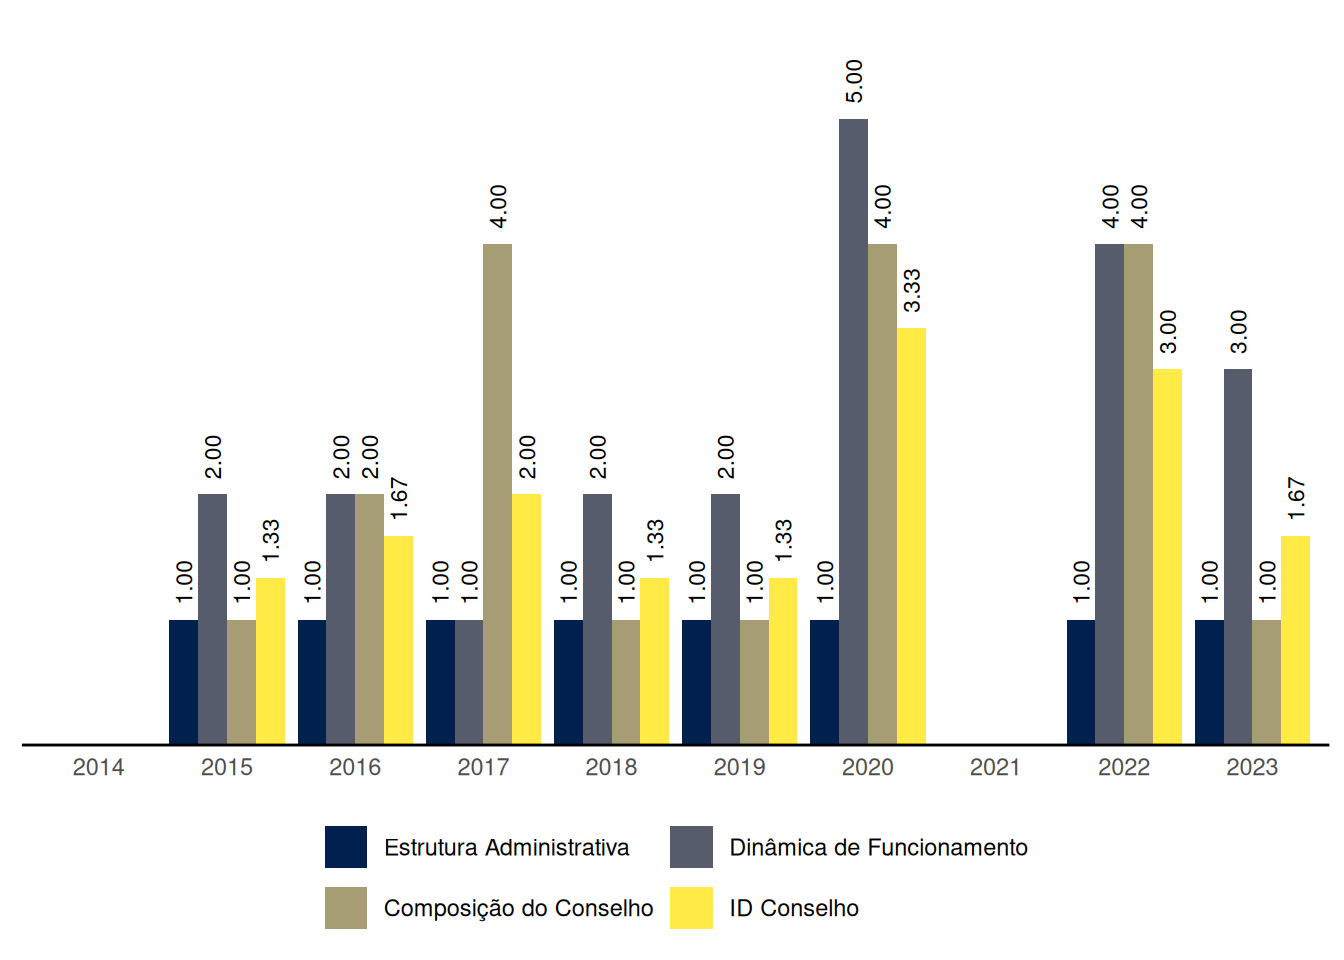 5.00
4.00 4.00 4.00 4.00
3.33
3.00 3.00
2.00 2.00 2.00 2.00 2.00 2.00
1.67 1.67
1.33 1.33 1.33
1.00 1.00 1.00 1.00 1.00 1.00 1.00 1.00 1.00 1.00 1.00 1.00 1.00
2014 2015 2016 2017 2018 2019 2020 2021 2022 2023
Estrutura Administrativa Dinâmica de Funcionamento
Composição do Conselho ID Conselho